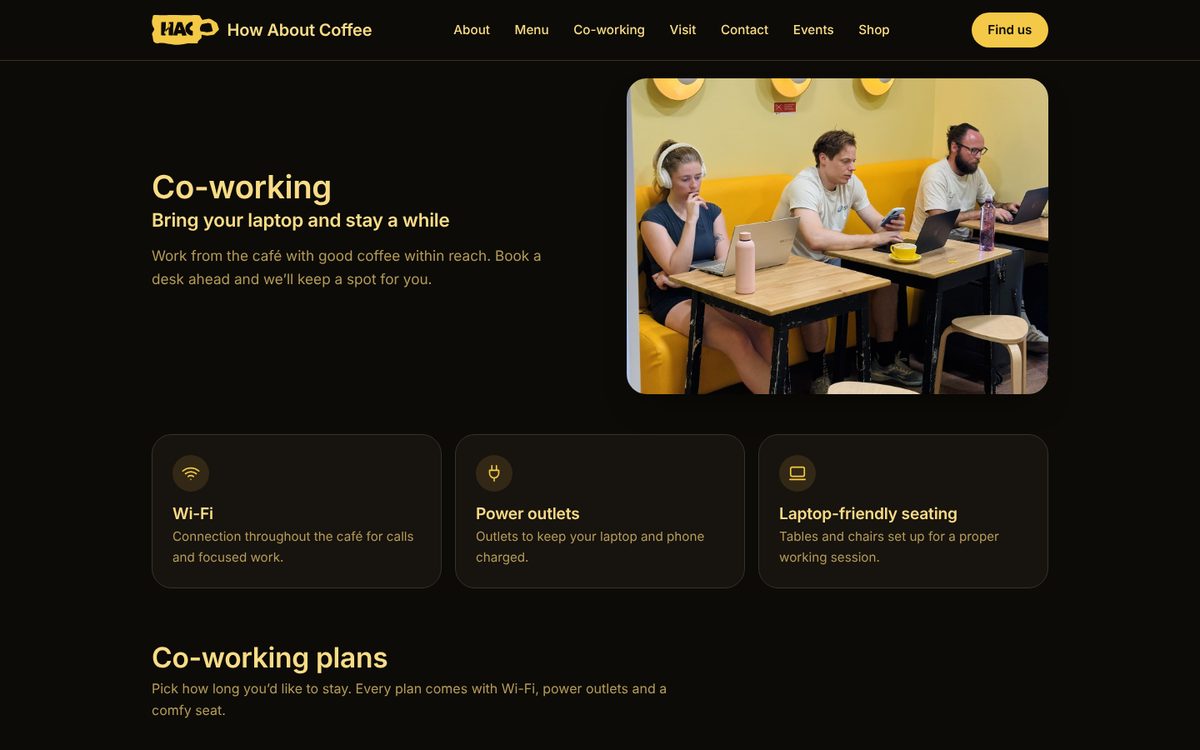 HAC How About Coffee
About Menu Co-working Visit Contact Events Shop
Find us
Co-working
Bring your laptop and stay a while
Work from the café with good coffee within reach. Book a
desk ahead and we’ll keep a spot for you.
Wi-Fi
Connection throughout the café for calls
and focused work.
Power outlets
Outlets to keep your laptop and phone
charged.
Laptop-friendly seating
Tables and chairs set up for a proper
working session.
Co-working plans
Pick how long you’d like to stay. Every plan comes with Wi-Fi, power outlets and a
comfy seat.